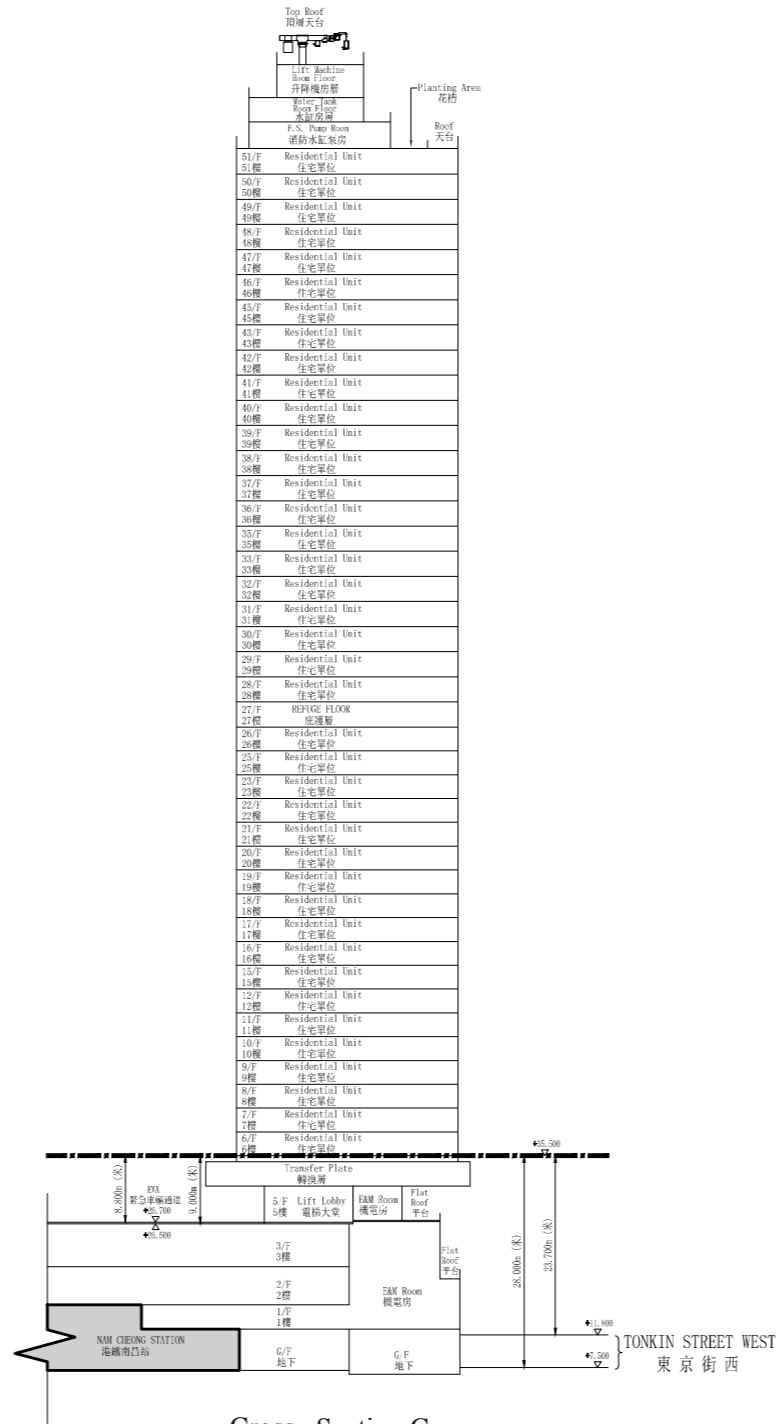 Top Roof
頂層天台
Lift Machine
Room Floor
升降機房層
Water Tank
Room Floor
水缸房層
F.S. Pump Room
消防水缸泵房
Planting Area
花槽
Roof
天台
51/F Residential Unit
51樓 住宅單位
50/F Residential Unit
50樓 住宅單位
49/F Residential Unit
49樓 住宅單位
48/F Residential Unit
48樓 住宅單位
47/F Residential Unit
47樓 住宅單位
46/F Residential Unit
46樓 住宅單位
45/F Residential Unit
45樓 住宅單位
43/F Residential Unit
43樓 住宅單位
42/F Residential Unit
42樓 住宅單位
41/F Residential Unit
41樓 住宅單位
40/F Residential Unit
40樓 住宅單位
39/F Residential Unit
39樓 住宅單位
38/F Residential Unit
38樓 住宅單位
37/F Residential Unit
37樓 住宅單位
36/F Residential Unit
36樓 住宅單位
35/F Residential Unit
35樓 住宅單位
33/F Residential Unit
33樓 住宅單位
32/F Residential Unit
32樓 住宅單位
31/F Residential Unit
31樓 住宅單位
30/F Residential Unit
30樓 住宅單位
29/F Residential Unit
29樓 住宅單位
28/F Residential Unit
28樓 住宅單位
27/F REFUGE FLOOR
27樓 庇護層
26/F Residential Unit
26樓 住宅單位
25/F Residential Unit
25樓 住宅單位
23/F Residential Unit
23樓 住宅單位
22/F Residential Unit
22樓 住宅單位
21/F Residential Unit
21樓 住宅單位
20/F Residential Unit
20樓 住宅單位
19/F Residential Unit
19樓 住宅單位
18/F Residential Unit
18樓 住宅單位
17/F Residential Unit
17樓 住宅單位
16/F Residential Unit
16樓 住宅單位
15/F Residential Unit
15樓 住宅單位
12/F Residential Unit
12樓 住宅單位
11/F Residential Unit
11樓 住宅單位
10/F Residential Unit
10樓 住宅單位
9/F Residential Unit
9樓 住宅單位
8/F Residential Unit
8樓 住宅單位
7/F Residential Unit
7樓 住宅單位
6/F Residential Unit
6樓 住宅單位
+35.500
Transfer Plate
轉換層
8.800m (米)
EVA
緊急車輛通道
+26.700
+26.500
9.000m (米)
5/F Lift Lobby
5樓 電梯大堂
E&M Room
機電房
Flat
Roof
平台
3/F
3樓
Flat
Roof
平台
2/F
2樓
E&M Room
機電房
1/F
1樓
28.000m (米)
23.700m (米)
NAM CHEONG STATION
港鐵南昌站
G/F
地下
G/F
地下
+11.800
+7.500
TONKIN STREET WEST
東京街西